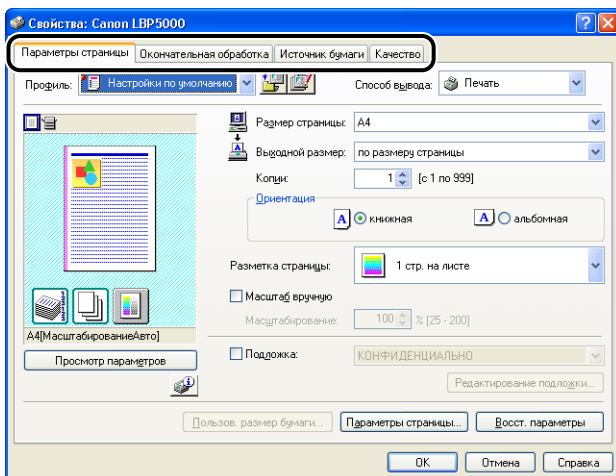 Свойства: Canon LBP5000
Параметры страницы Окончательная обработка Источник бумаги Качество
Профиль: Настройки по умолчанию Способ вывода: Печать
Размер страницы: A4
Выходной размер: по размеру страницы
Копии: 1 [с 1 по 999]
Ориентация
A книжная A альбомная
Разметка страницы: 1 стр. на листе
Масштаб вручную
Масштабирование: 100 % [25 - 200]
A4[МасштабированиеАвто]
Просмотр параметров
Подложка: КОНФИДЕНЦИАЛЬНО
Редактирование подложки...
Пользов. размер бумаги... Параметры страницы... Восст. параметры
OK Отмена Справка